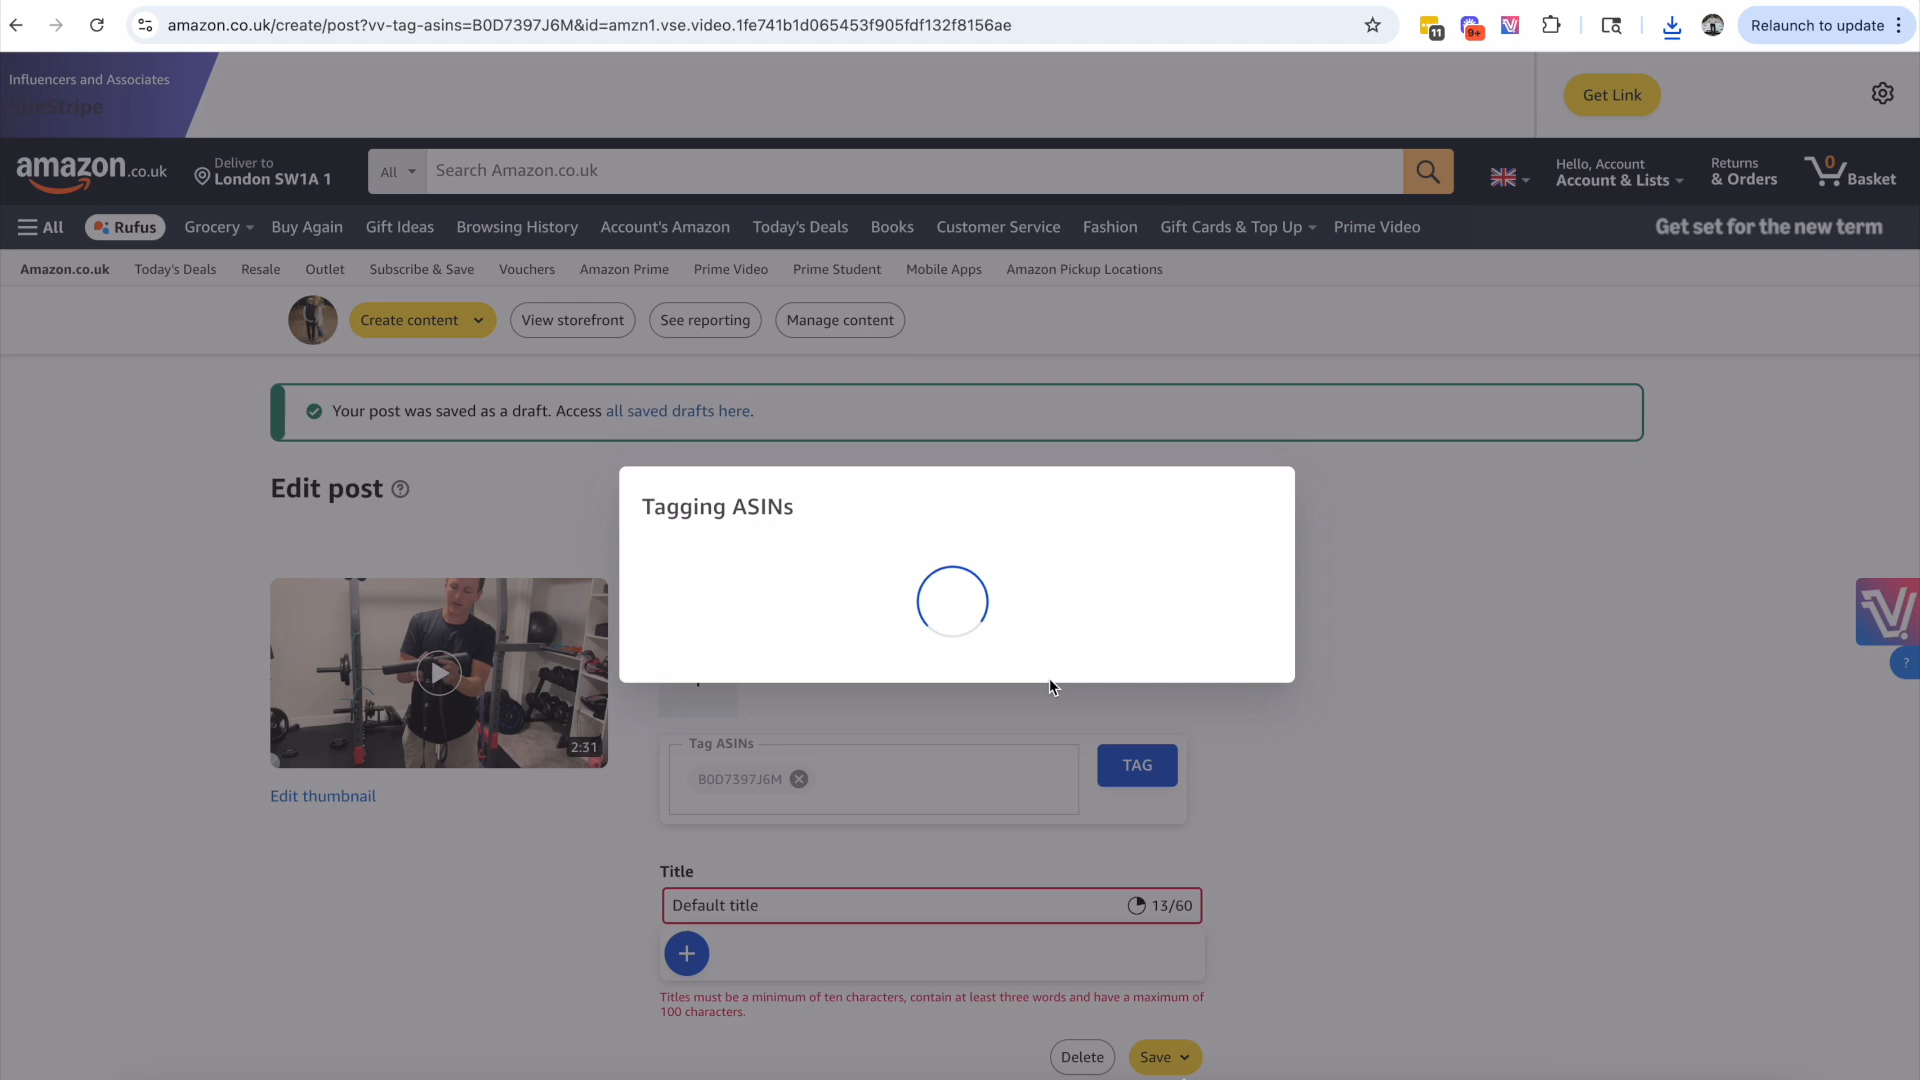 amazon.co.uk/create/post?vv-tag-asins=B0D7397J6M&id=amzn1.vse.video.1fe741b1d065453f905fdf132f8156ae
11
9+
Relaunch to update
Influencers and Associates
SiteStripe
Get Link
amazon.co.uk
Deliver to
London SW1A 1
All
Search Amazon.co.uk
Hello, Account
Account & Lists
Returns
& Orders
0
Basket
All
Rufus
Grocery
Buy Again
Gift Ideas
Browsing History
Account's Amazon
Today's Deals
Books
Customer Service
Fashion
Gift Cards & Top Up
Prime Video
Get set for the new term
Amazon.co.uk
Today's Deals
Resale
Outlet
Subscribe & Save
Vouchers
Amazon Prime
Prime Video
Prime Student
Mobile Apps
Amazon Pickup Locations
Create content
View storefront
See reporting
Manage content
Your post was saved as a draft. Access all saved drafts here.
Edit post ?
Tagging ASINs
?
2:31
Edit thumbnail
Tag ASINs
B0D7397J6M
TAG
Title
Default title
13/60
+
Titles must be a minimum of ten characters, contain at least three words and have a maximum of
100 characters.
Delete
Save